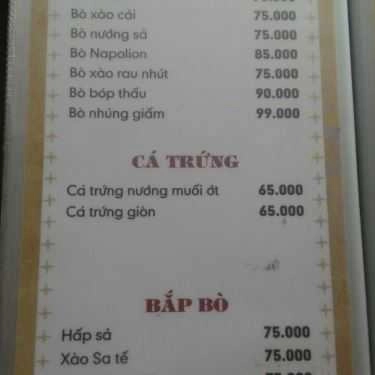 Bò xào cải 75.000
Bò nướng sả 75.000
Bò Napolion 85.000
Bò xào rau nhút 75.000
Bò bóp thấu 90.000
Bò nhúng giấm 99.000
CÁ TRỨNG
Cá trứng nướng muối ớt 65.000
Cá trứng giòn 65.000
BẮP BÒ
Hấp sả 75.000
Xào Sa tế 75.000